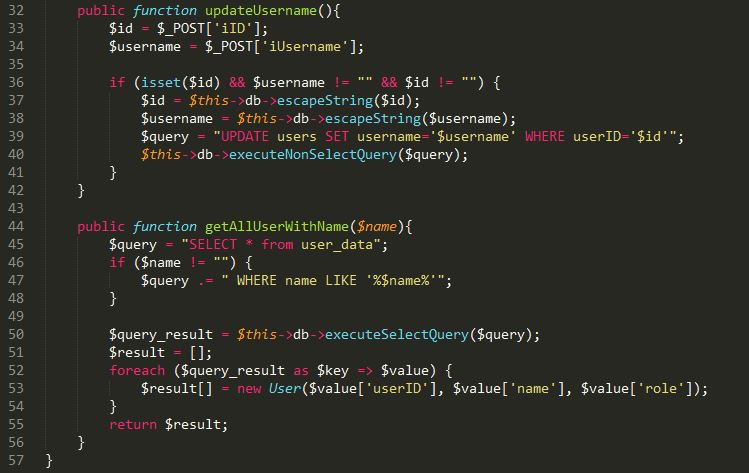 32 public function updateUsername(){
33 $id = $_POST['iID'];
34 $username = $_POST['iUsername'];
35
36 if (isset($id) && $username != "" && $id != "") {
37 $id = $this->db->escapeString($id);
38 $username = $this->db->escapeString($username);
39 $query = "UPDATE users SET username='$username' WHERE userID='$id'";
40 $this->db->executeNonSelectQuery($query);
41 }
42 }
43
44 public function getAllUserWithName($name){
45 $query = "SELECT * from user_data";
46 if ($name != "") {
47 $query .= " WHERE name LIKE '%$name%'";
48 }
49
50 $query_result = $this->db->executeSelectQuery($query);
51 $result = [];
52 foreach ($query_result as $key => $value) {
53 $result[] = new User($value['userID'], $value['name'], $value['role']);
54 }
55 return $result;
56 }
57 }